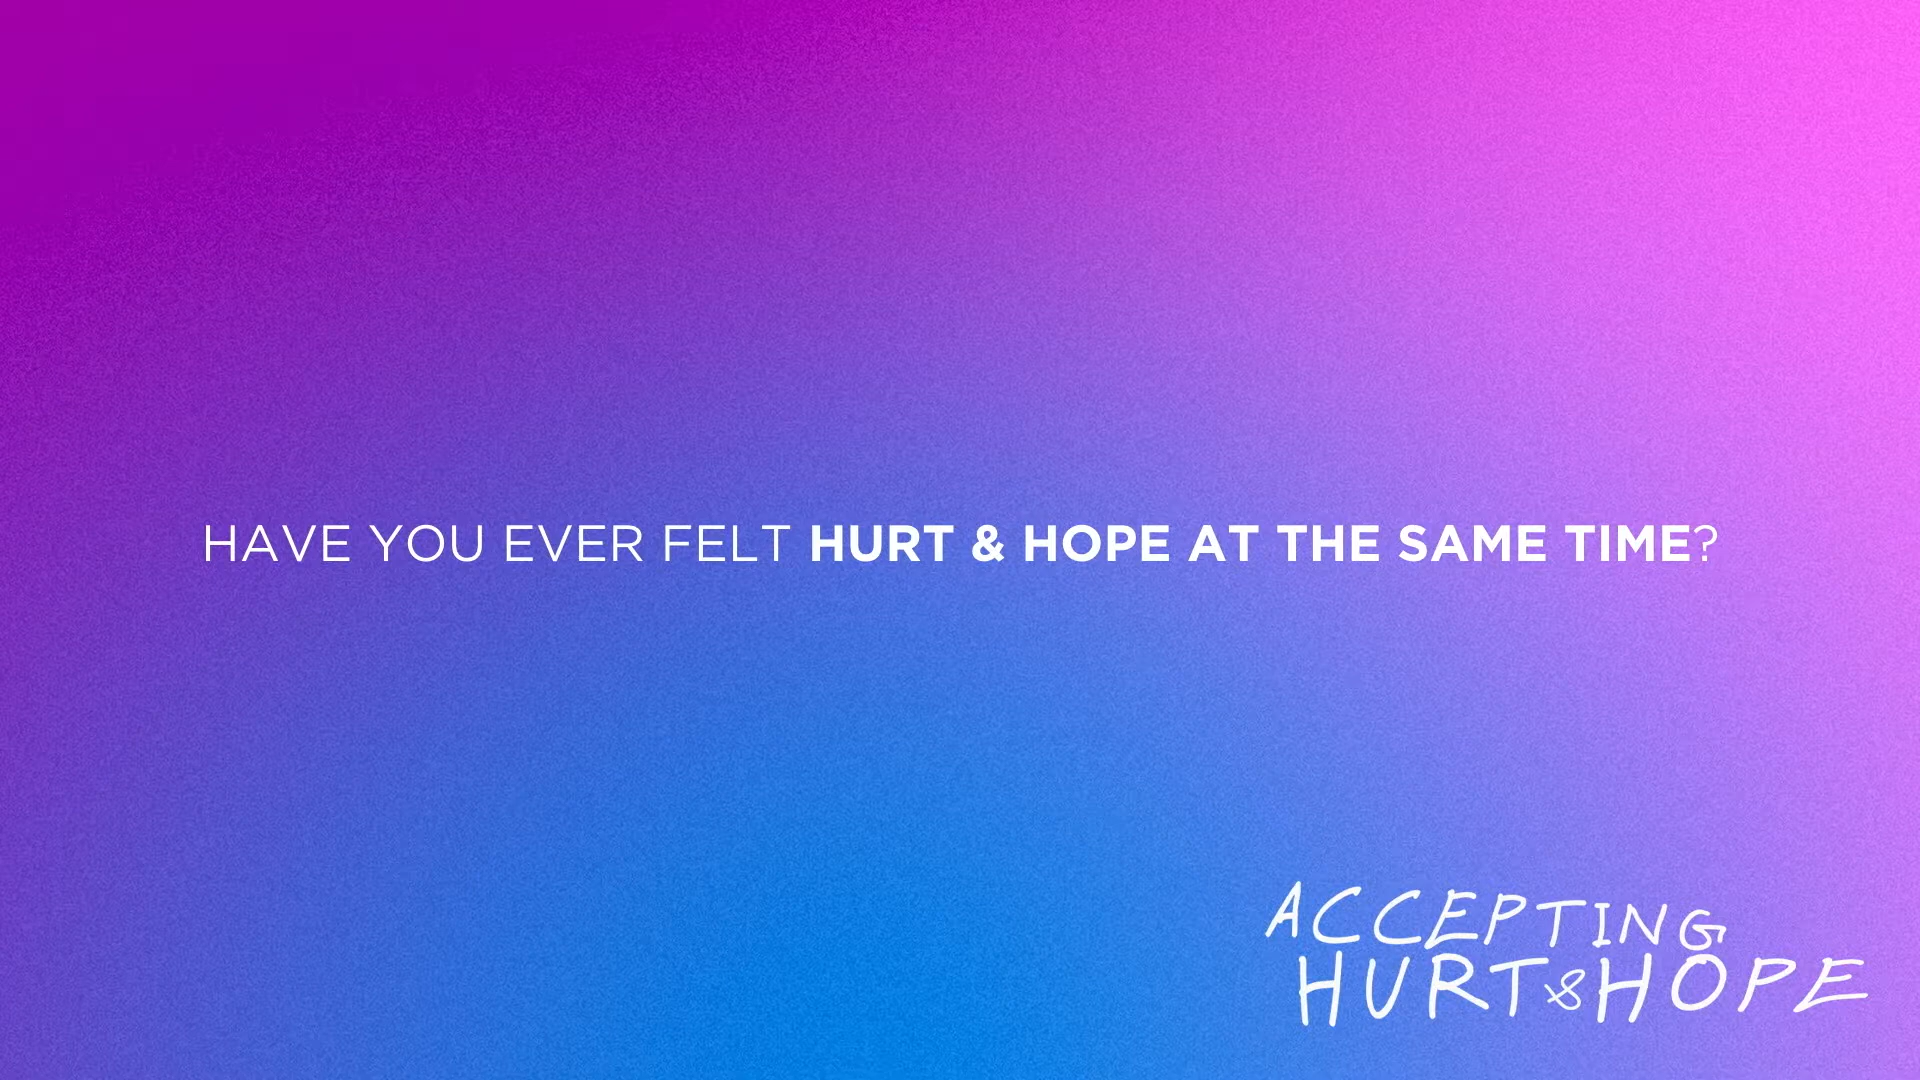 HAVE YOU EVER FELT HURT & HOPE AT THE SAME TIME?
ACCEPTING
HURT & HOPE